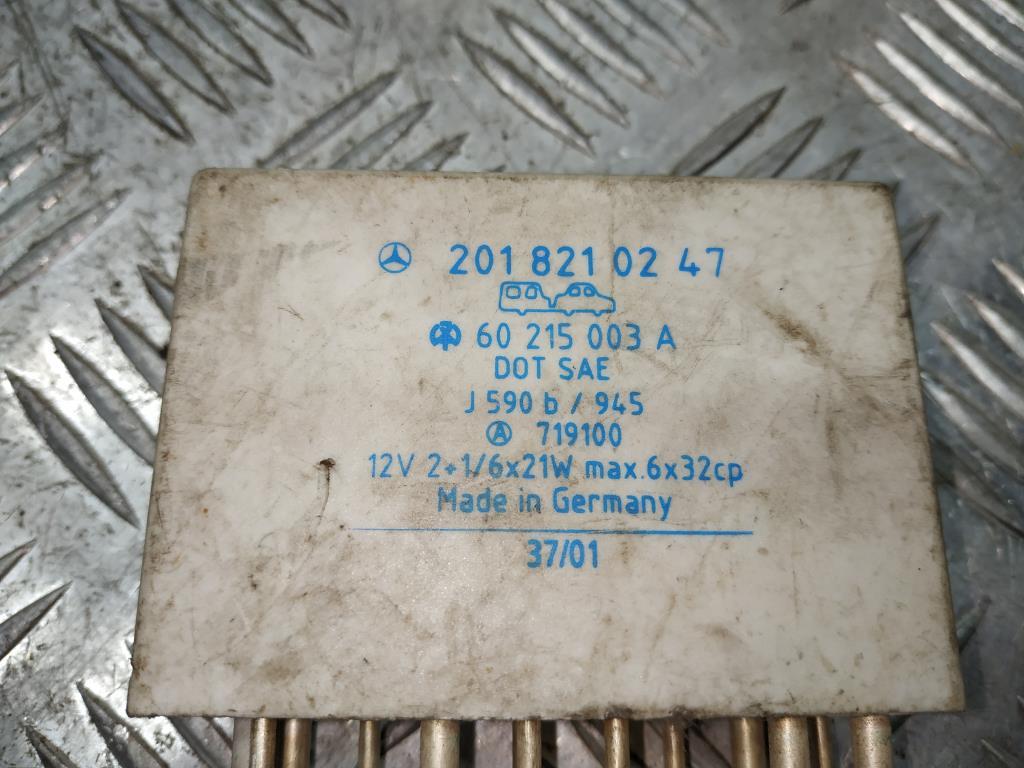 201 821 02 47
60 215 003 A
DOT SAE
J 590 b / 945
A 719100
12V 2+1/6x21W max.6x32cp
Made in Germany
37/01